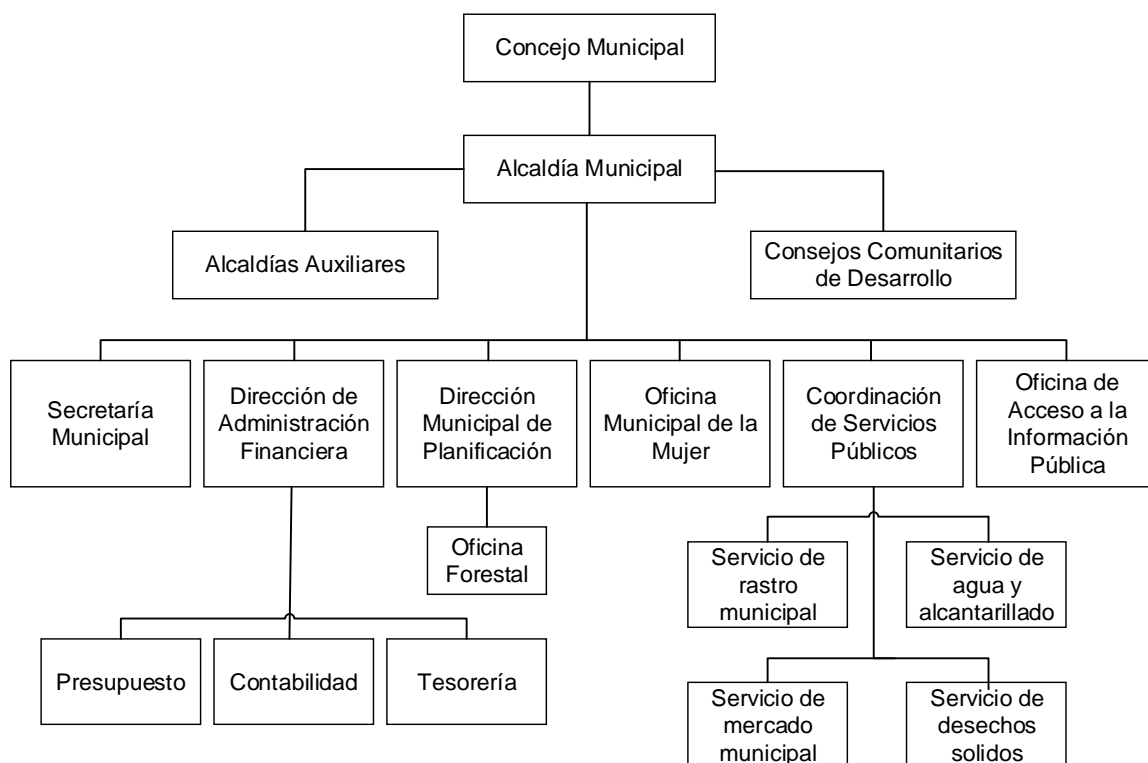 Concejo Municipal
Alcaldía Municipal
Alcaldías Auxiliares
Consejos Comunitarios
de Desarrollo
Secretaría
Municipal
Dirección de
Administración
Financiera
Dirección
Municipal de
Planificación
Oficina
Municipal de la
Mujer
Coordinación
de Servicios
Públicos
Oficina de
Acceso a la
Información
Pública
Oficina
Forestal
Servicio de
rastro
municipal
Servicio de
agua y
alcantarillado
Presupuesto
Contabilidad
Tesorería
Servicio de
mercado
municipal
Servicio de
desechos
solidos